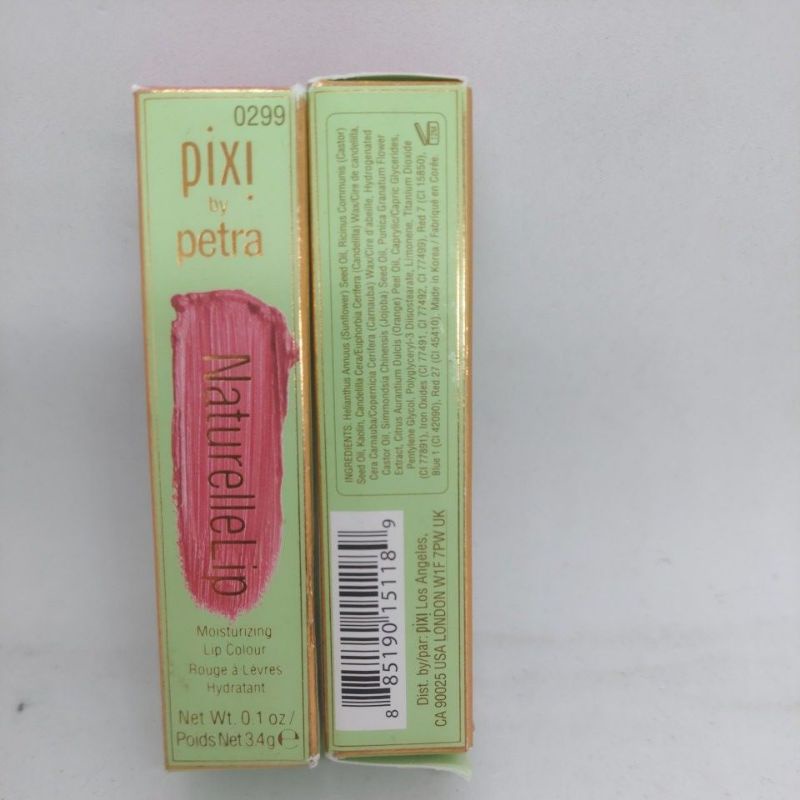 0299
pixi
by
petra
NaturelleLip
Moisturizing
Lip Colour
Rouge à Lèvres
Hydratant
Net Wt. 0.1 oz /
Poids Net 3.4g ℮
INGREDIENTS: Helianthus Annuus (Sunflower) Seed Oil, Ricinus Communis (Castor)
Seed Oil, Kaolin, Candelilla Cera/Euphorbia Cerifera (Candelilla) Wax/Cire de candelilla,
Cera Carnauba/Copernicia Cerifera (Carnauba) Wax/Cire d'abeille, Hydrogenated
Castor Oil, Simmondsia Chinensis (Jojoba) Seed Oil, Punica Granatum Flower
Extract, Citrus Aurantium Dulcis (Orange) Peel Oil, Caprylic/Capric Glycerides,
Pentylene Glycol, Polyglyceryl-3 Diisostearate, Limonene, Titanium Dioxide
(CI 77891), Iron Oxides (CI 77491, CI 77492, CI 77499), Red 7 (CI 15850),
Blue 1 (CI 42090), Red 27 (CI 45410). Made in Korea / Fabriqué en Corée
8 85190 15118 9
Dist. by/par: pixi Los Angeles,
CA 90025 USA LONDON W1F 7PW UK